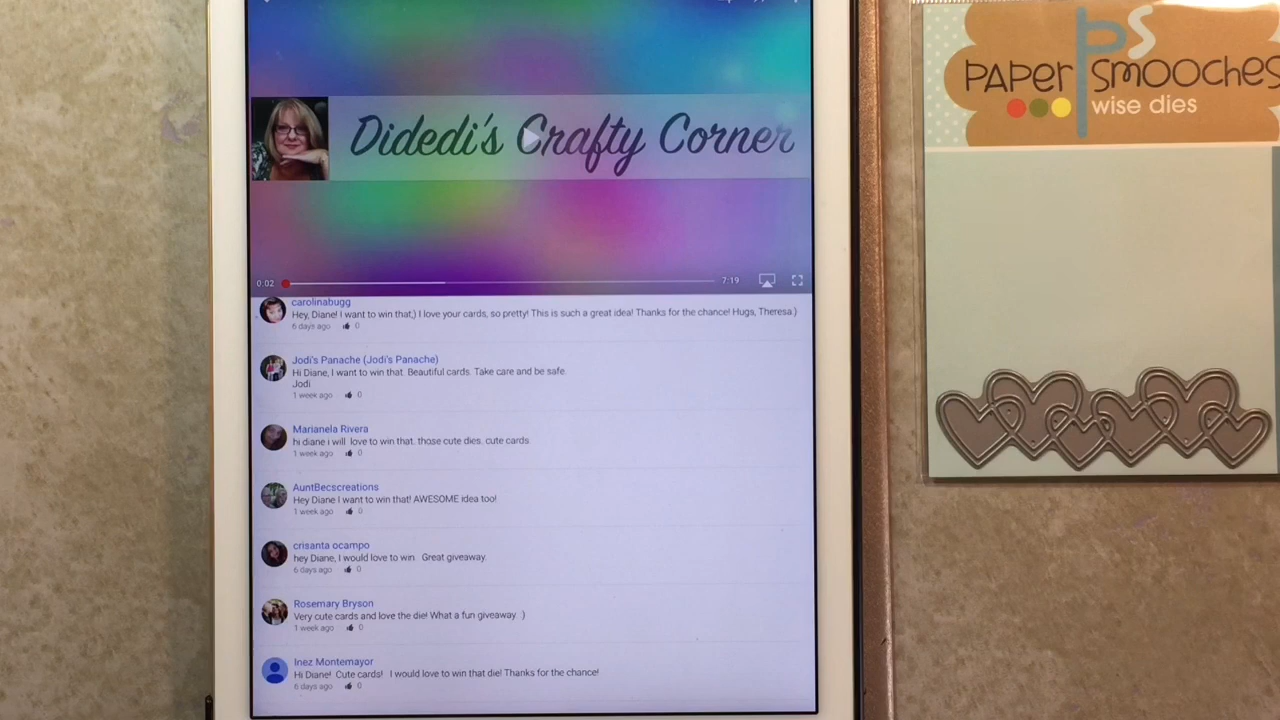 Didedi's Crafty Corner
0:02
7:19
carolinabugg
Hey, Diane! I want to win that,) I love your cards, so pretty! This is such a great idea! Thanks for the chance! Hugs, Theresa:)
6 days ago 0
Jodi's Panache (Jodi's Panache)
Hi Diane, I want to win that. Beautiful cards. Take care and be safe.
Jodi
1 week ago 0
Marianela Rivera
hi diane i will love to win that. those cute dies. cute cards.
1 week ago 0
AuntBecscreations
Hey Diane I want to win that! AWESOME idea too!
1 week ago 0
crisanta ocampo
hey Diane, I would love to win. Great giveaway.
6 days ago 0
Rosemary Bryson
Very cute cards and love the die! What a fun giveaway. :)
1 week ago 0
Inez Montemayor
Hi Diane! Cute cards! I would love to win that die! Thanks for the chance!
6 days ago 0
ps
PAPER SMOOCHES
wise dies